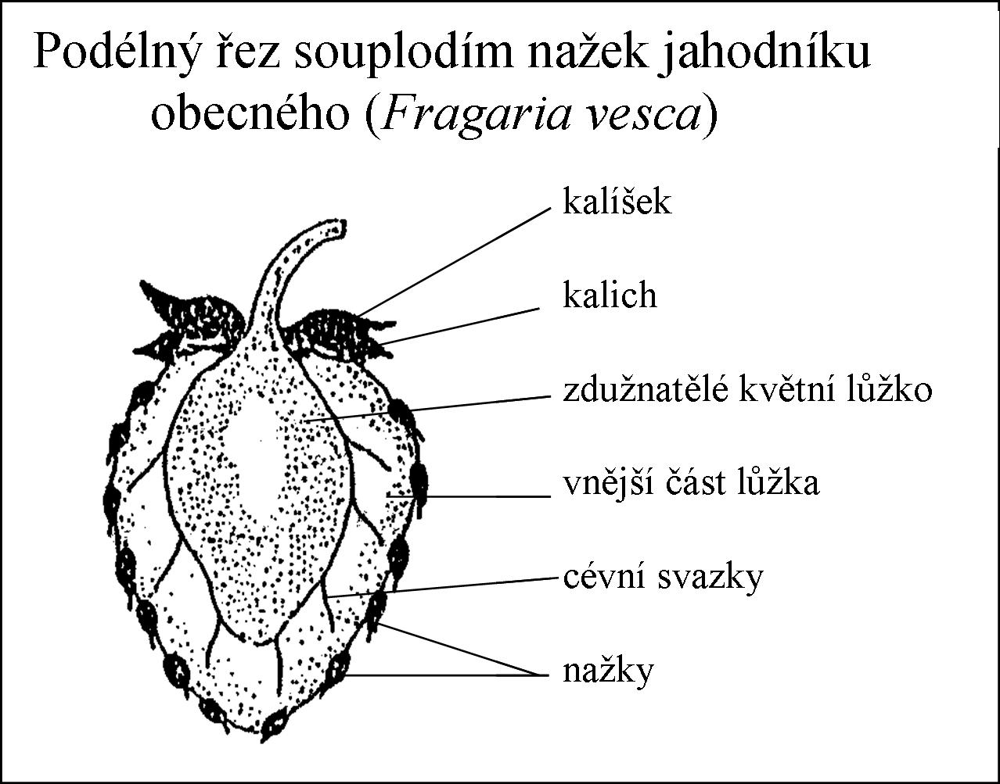 Podélný řez souplodím nažek jahodníku
obecného (Fragaria vesca)
kalíšek
kalich
zdužnatělé květní lůžko
vnější část lůžka
cévní svazky
nažky